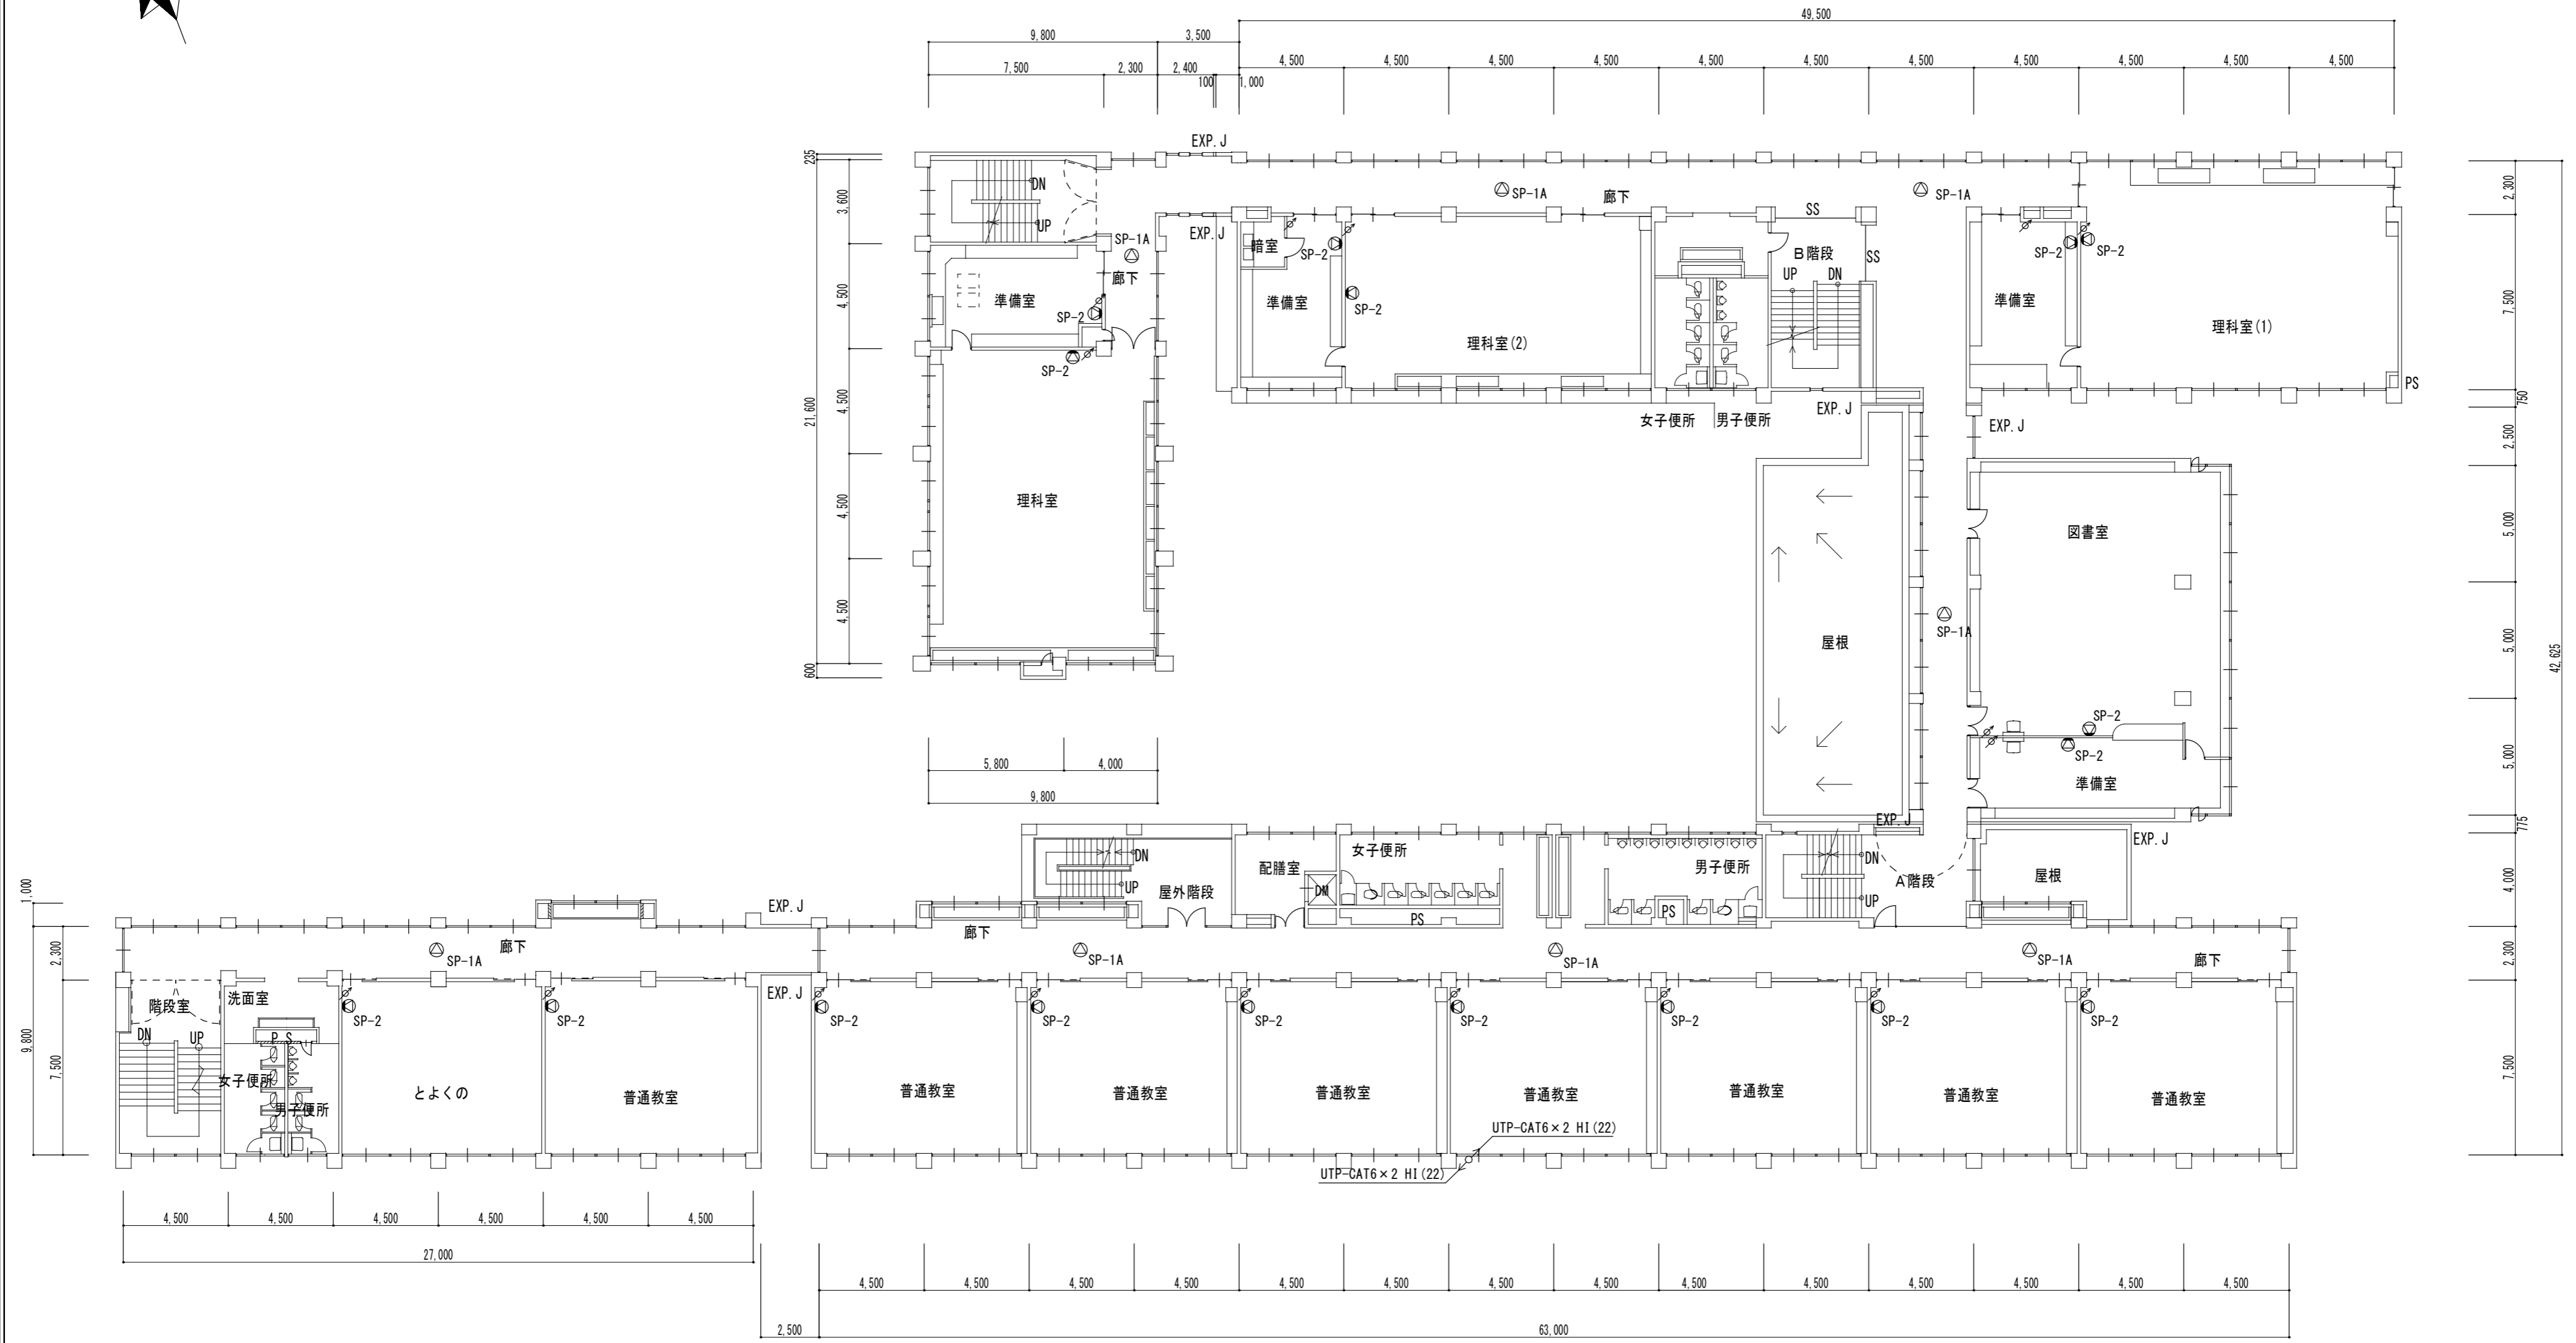 49,500
9,800
3,500
7,500
2,300
2,400
100
1,000
4,500
4,500
4,500
4,500
4,500
4,500
4,500
4,500
4,500
4,500
4,500
EXP.J
235
3,600
4,500
4,500
4,500
4,500
21,600
600
DN
UP
SP-1A
廊下
EXP.J
準備室
SP-2
SP-2
理科室
暗室
SP-2
準備室
SP-2
理科室(2)
SP-1A
廊下
SP-1A
SS
B階段
SS
UP
DN
女子便所
男子便所
EXP.J
SP-2
SP-2
準備室
理科室(1)
PS
EXP.J
2,300
7,500
750
2,500
5,000
5,000
5,000
775
4,000
2,300
7,500
42,625
図書室
屋根
SP-1A
SP-2
SP-2
準備室
5,800
4,000
9,800
EXP.J
EXP.J
DN
UP
屋外階段
配膳室
DW
女子便所
PS
男子便所
PS
DN
UP
A階段
屋根
1,000
2,300
9,800
7,500
EXP.J
廊下
SP-1A
廊下
SP-1A
SP-1A
SP-1A
廊下
EXP.J
階段室
洗面室
DN
UP
P.S
女子便所
男子便所
SP-2
SP-2
SP-2
SP-2
SP-2
SP-2
SP-2
SP-2
SP-2
とよくの
普通教室
普通教室
普通教室
普通教室
普通教室
普通教室
普通教室
普通教室
UTP-CAT6×2 HI(22)
UTP-CAT6×2 HI(22)
4,500
4,500
4,500
4,500
4,500
4,500
27,000
4,500
4,500
4,500
4,500
4,500
4,500
4,500
4,500
4,500
4,500
4,500
4,500
4,500
4,500
2,500
63,000